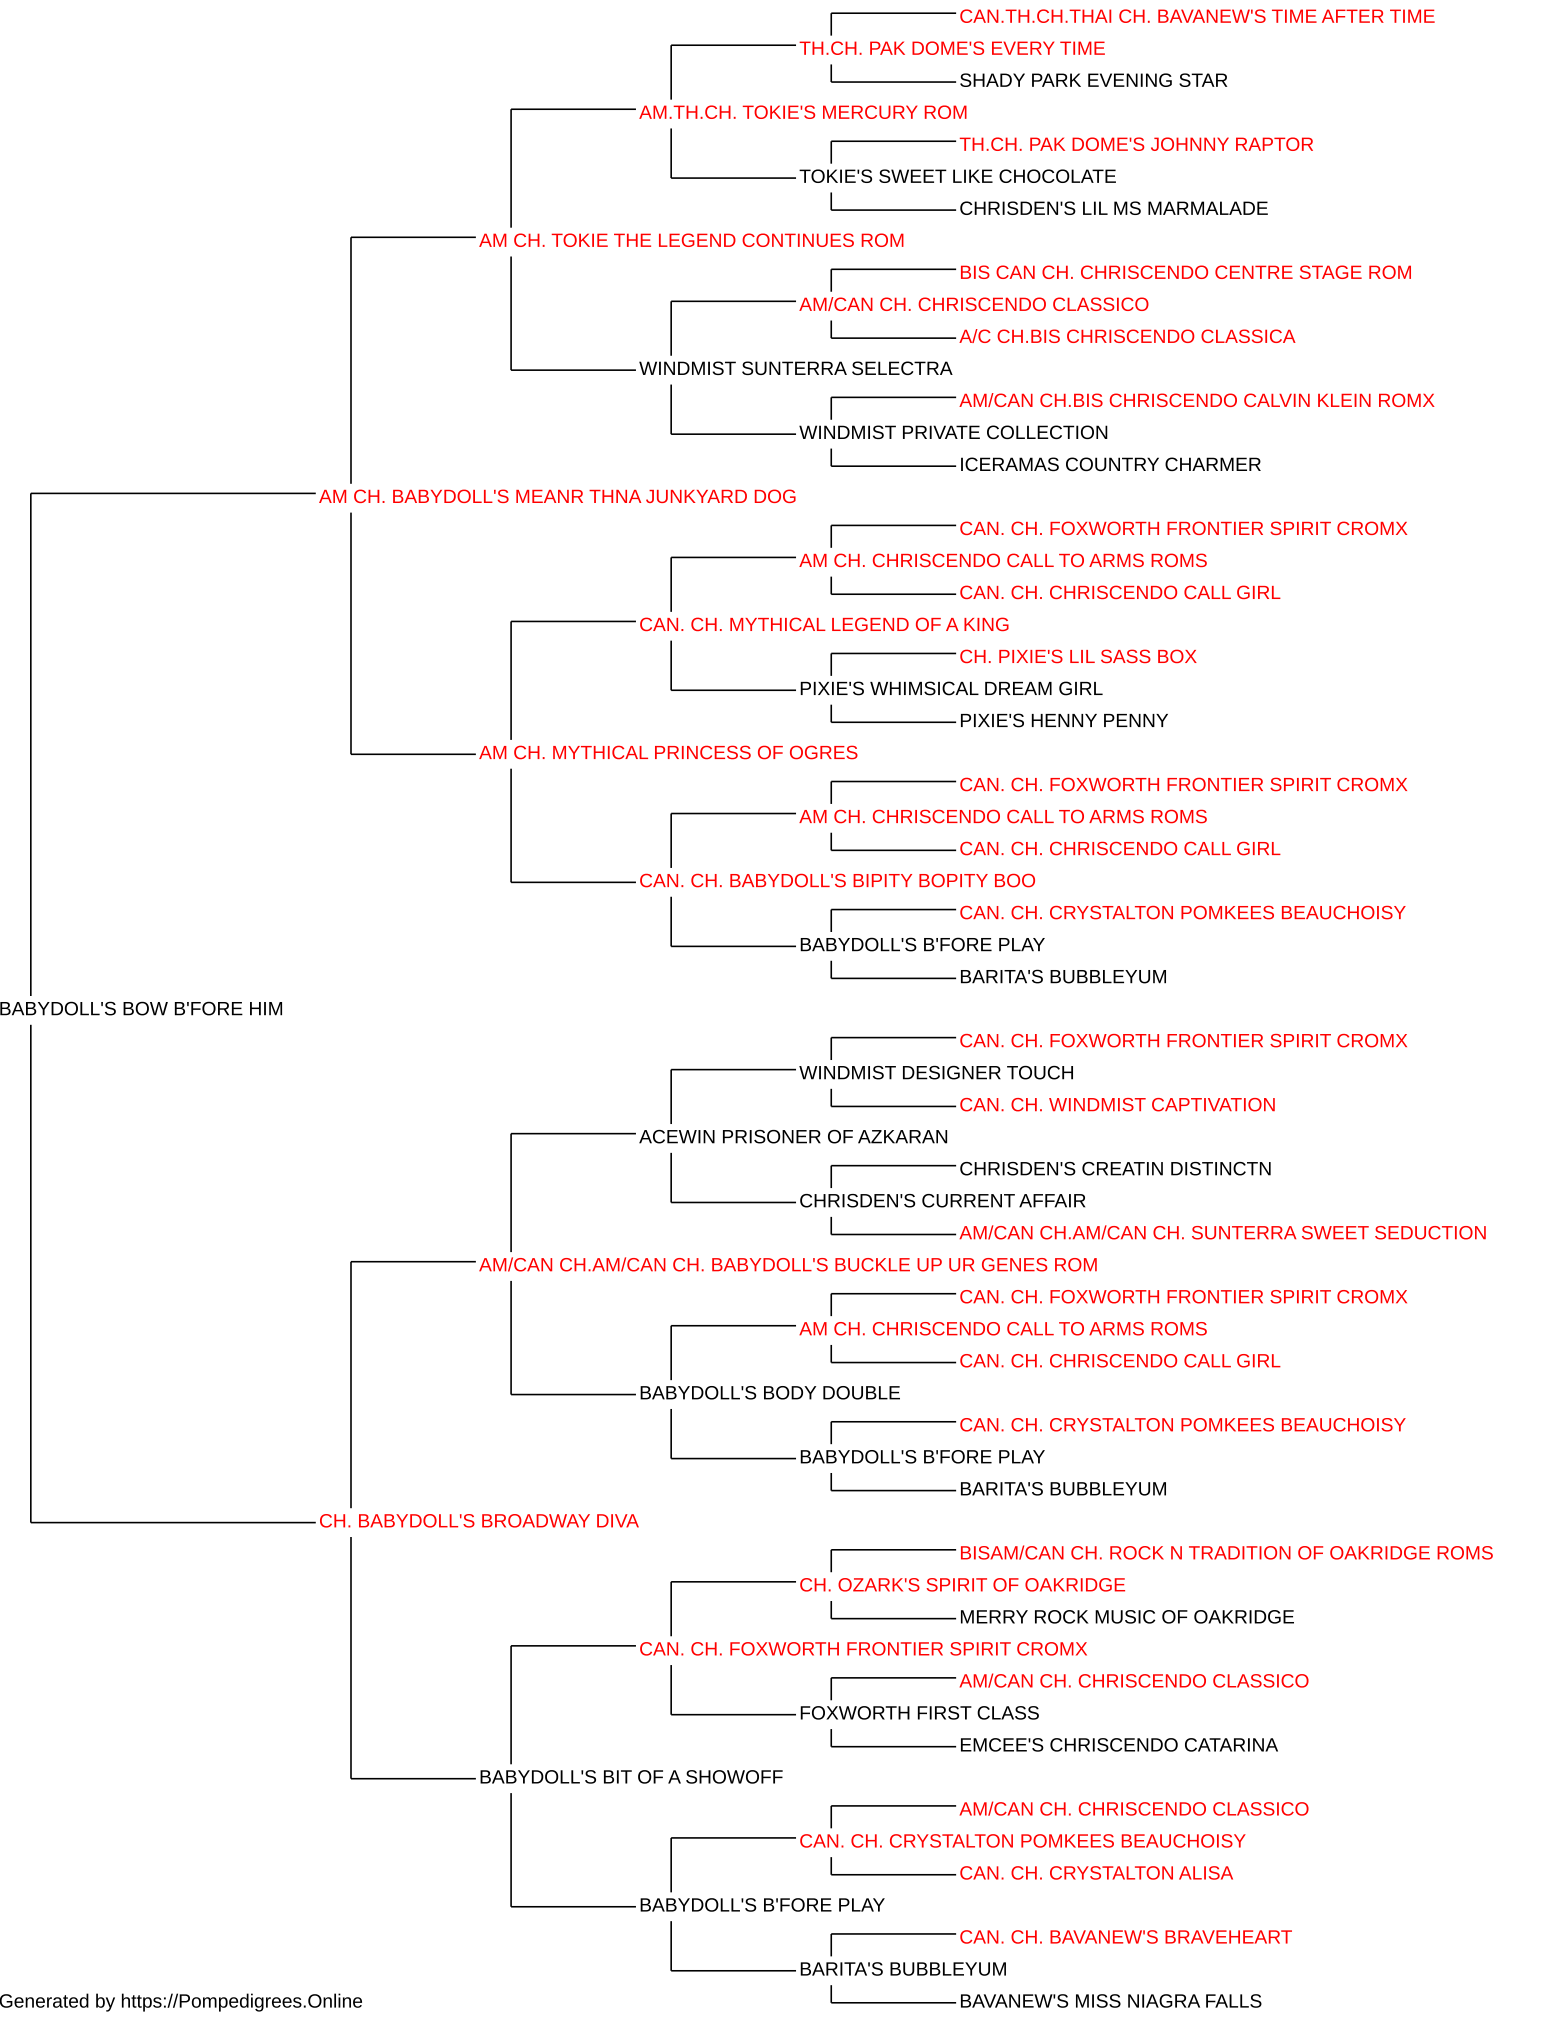 CAN.TH.CH.THAI CH. BAVANEW'S TIME AFTER TIME
TH.CH. PAK DOME'S EVERY TIME
SHADY PARK EVENING STAR
AM.TH.CH. TOKIE'S MERCURY ROM
TH.CH. PAK DOME'S JOHNNY RAPTOR
TOKIE'S SWEET LIKE CHOCOLATE
CHRISDEN'S LIL MS MARMALADE
AM CH. TOKIE THE LEGEND CONTINUES ROM
BIS CAN CH. CHRISCENDO CENTRE STAGE ROM
AM/CAN CH. CHRISCENDO CLASSICO
A/C CH.BIS CHRISCENDO CLASSICA
WINDMIST SUNTERRA SELECTRA
AM/CAN CH.BIS CHRISCENDO CALVIN KLEIN ROMX
WINDMIST PRIVATE COLLECTION
ICERAMAS COUNTRY CHARMER
AM CH. BABYDOLL'S MEANR THNA JUNKYARD DOG
CAN. CH. FOXWORTH FRONTIER SPIRIT CROMX
AM CH. CHRISCENDO CALL TO ARMS ROMS
CAN. CH. CHRISCENDO CALL GIRL
CAN. CH. MYTHICAL LEGEND OF A KING
CH. PIXIE'S LIL SASS BOX
PIXIE'S WHIMSICAL DREAM GIRL
PIXIE'S HENNY PENNY
AM CH. MYTHICAL PRINCESS OF OGRES
CAN. CH. FOXWORTH FRONTIER SPIRIT CROMX
AM CH. CHRISCENDO CALL TO ARMS ROMS
CAN. CH. CHRISCENDO CALL GIRL
CAN. CH. BABYDOLL'S BIPITY BOPITY BOO
CAN. CH. CRYSTALTON POMKEES BEAUCHOISY
BABYDOLL'S B'FORE PLAY
BARITA'S BUBBLEYUM
BABYDOLL'S BOW B'FORE HIM
CAN. CH. FOXWORTH FRONTIER SPIRIT CROMX
WINDMIST DESIGNER TOUCH
CAN. CH. WINDMIST CAPTIVATION
ACEWIN PRISONER OF AZKARAN
CHRISDEN'S CREATIN DISTINCTN
CHRISDEN'S CURRENT AFFAIR
AM/CAN CH.AM/CAN CH. SUNTERRA SWEET SEDUCTION
AM/CAN CH.AM/CAN CH. BABYDOLL'S BUCKLE UP UR GENES ROM
CAN. CH. FOXWORTH FRONTIER SPIRIT CROMX
AM CH. CHRISCENDO CALL TO ARMS ROMS
CAN. CH. CHRISCENDO CALL GIRL
BABYDOLL'S BODY DOUBLE
CAN. CH. CRYSTALTON POMKEES BEAUCHOISY
BABYDOLL'S B'FORE PLAY
BARITA'S BUBBLEYUM
CH. BABYDOLL'S BROADWAY DIVA
BISAM/CAN CH. ROCK N TRADITION OF OAKRIDGE ROMS
CH. OZARK'S SPIRIT OF OAKRIDGE
MERRY ROCK MUSIC OF OAKRIDGE
CAN. CH. FOXWORTH FRONTIER SPIRIT CROMX
AM/CAN CH. CHRISCENDO CLASSICO
FOXWORTH FIRST CLASS
EMCEE'S CHRISCENDO CATARINA
BABYDOLL'S BIT OF A SHOWOFF
AM/CAN CH. CHRISCENDO CLASSICO
CAN. CH. CRYSTALTON POMKEES BEAUCHOISY
CAN. CH. CRYSTALTON ALISA
BABYDOLL'S B'FORE PLAY
CAN. CH. BAVANEW'S BRAVEHEART
BARITA'S BUBBLEYUM
BAVANEW'S MISS NIAGRA FALLS
Generated by https://Pompedigrees.Online